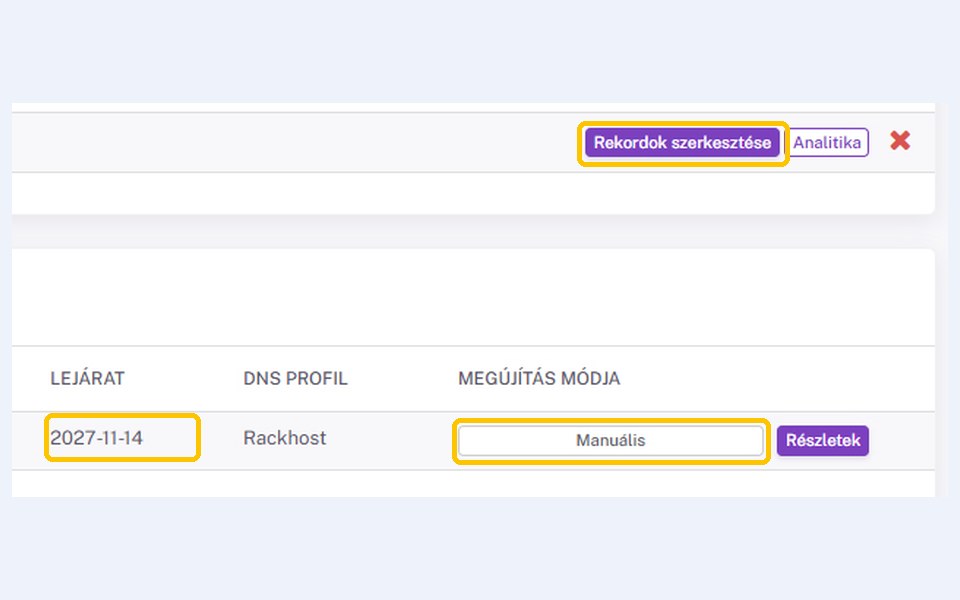 Rekordok szerkesztése Analitika
LEJÁRAT DNS PROFIL MEGÚJÍTÁS MÓDJA
2027-11-14 Rackhost Manuális Részletek